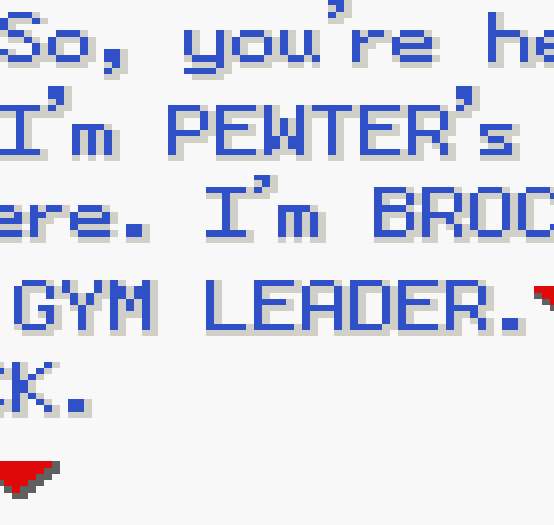 So, you're he
I'm PEWTER's
ere. I'm BROC
GYM LEADER.
K.